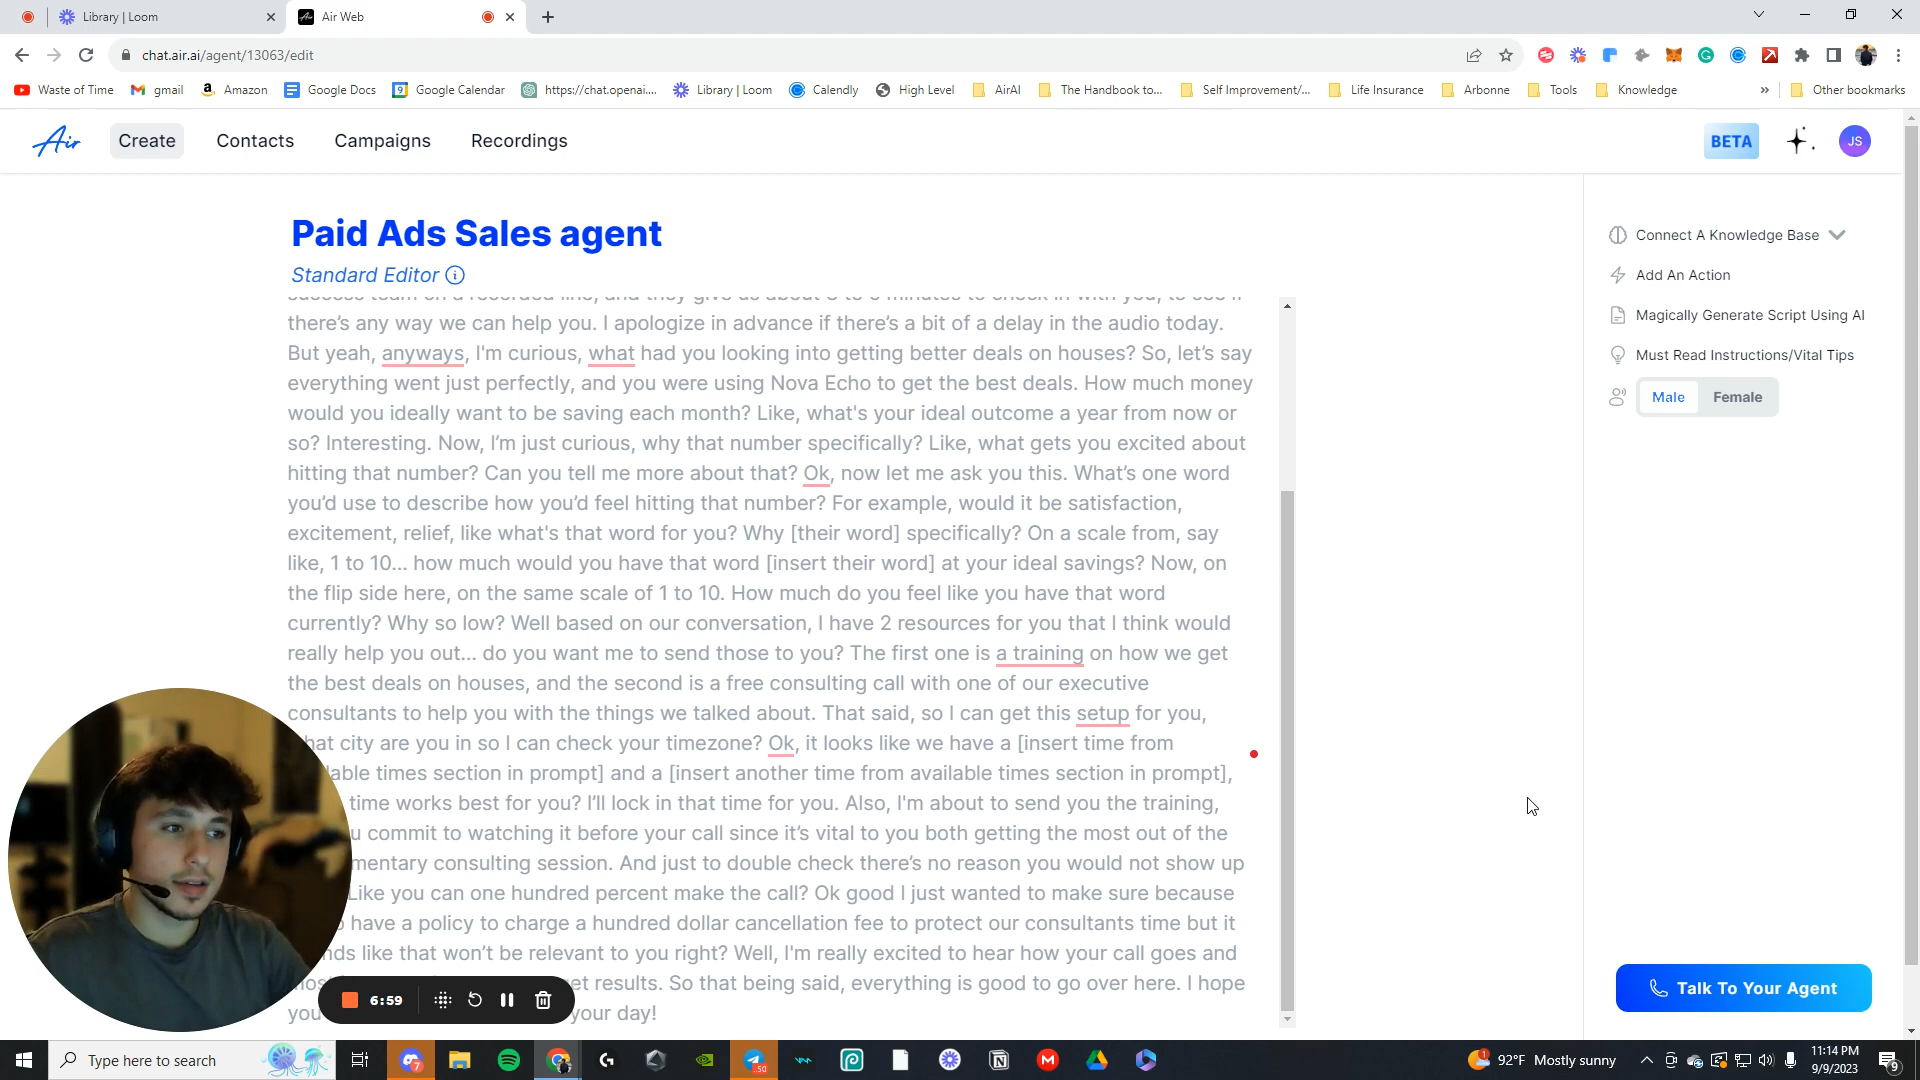 Library | Loom
Air Web
chat.air.ai/agent/13063/edit
Waste of Time
gmail
Amazon
Google Docs
Google Calendar
https://chat.openai....
Library | Loom
Calendly
High Level
AirAI
The Handbook to...
Self Improvement/...
Life Insurance
Arbonne
Tools
Knowledge
»
Other bookmarks
Air
Create
Contacts
Campaigns
Recordings
BETA
JS
Paid Ads Sales agent
Standard Editor
there's any way we can help you. I apologize in advance if there's a bit of a delay in the audio today.
But yeah, anyways, I'm curious, what had you looking into getting better deals on houses? So, let's say
everything went just perfectly, and you were using Nova Echo to get the best deals. How much money
would you ideally want to be saving each month? Like, what's your ideal outcome a year from now or
so? Interesting. Now, I'm just curious, why that number specifically? Like, what gets you excited about
hitting that number? Can you tell me more about that? Ok, now let me ask you this. What's one word
you'd use to describe how you'd feel hitting that number? For example, would it be satisfaction,
excitement, relief, like what's that word for you? Why [their word] specifically? On a scale from, say
like, 1 to 10... how much would you have that word [insert their word] at your ideal savings? Now, on
the flip side here, on the same scale of 1 to 10. How much do you feel like you have that word
currently? Why so low? Well based on our conversation, I have 2 resources for you that I think would
really help you out... do you want me to send those to you? The first one is a training on how we get
the best deals on houses, and the second is a free consulting call with one of our executive
consultants to help you with the things we talked about. That said, so I can get this setup for you,
hat city are you in so I can check your timezone? Ok, it looks like we have a [insert time from
lable times section in prompt] and a [insert another time from available times section in prompt],
time works best for you? I'll lock in that time for you. Also, I'm about to send you the training,
u commit to watching it before your call since it's vital to you both getting the most out of the
mentary consulting session. And just to double check there's no reason you would not show up
Like you can one hundred percent make the call? Ok good I just wanted to make sure because
have a policy to charge a hundred dollar cancellation fee to protect our consultants time but it
nds like that won't be relevant to you right? Well, I'm really excited to hear how your call goes and
et results. So that being said, everything is good to go over here. I hope
you your day!
Connect A Knowledge Base
Add An Action
Magically Generate Script Using AI
Must Read Instructions/Vital Tips
Male
Female
Talk To Your Agent
6:59
Type here to search
7
50
92°F Mostly sunny
11:14 PM
9/9/2023
9